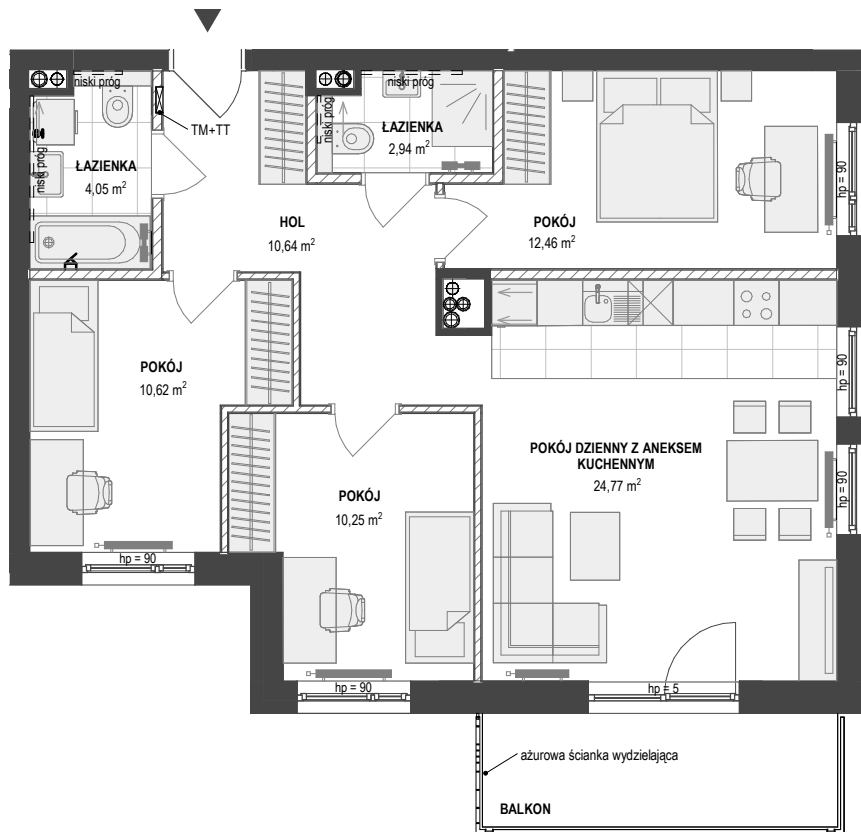 niski próg
niski próg
TM+TT
niski próg
niski próg
ŁAZIENKA
4,05 m²
ŁAZIENKA
2,94 m²
HOL
10,64 m²
POKÓJ
12,46 m²
hp = 90
POKÓJ
10,62 m²
hp = 90
POKÓJ DZIENNY Z ANEKSEM
KUCHENNYM
24,77 m²
hp = 90
POKÓJ
10,25 m²
hp = 90
hp = 90
hp = 5
ażurowa ścianka wydzielająca
BALKON